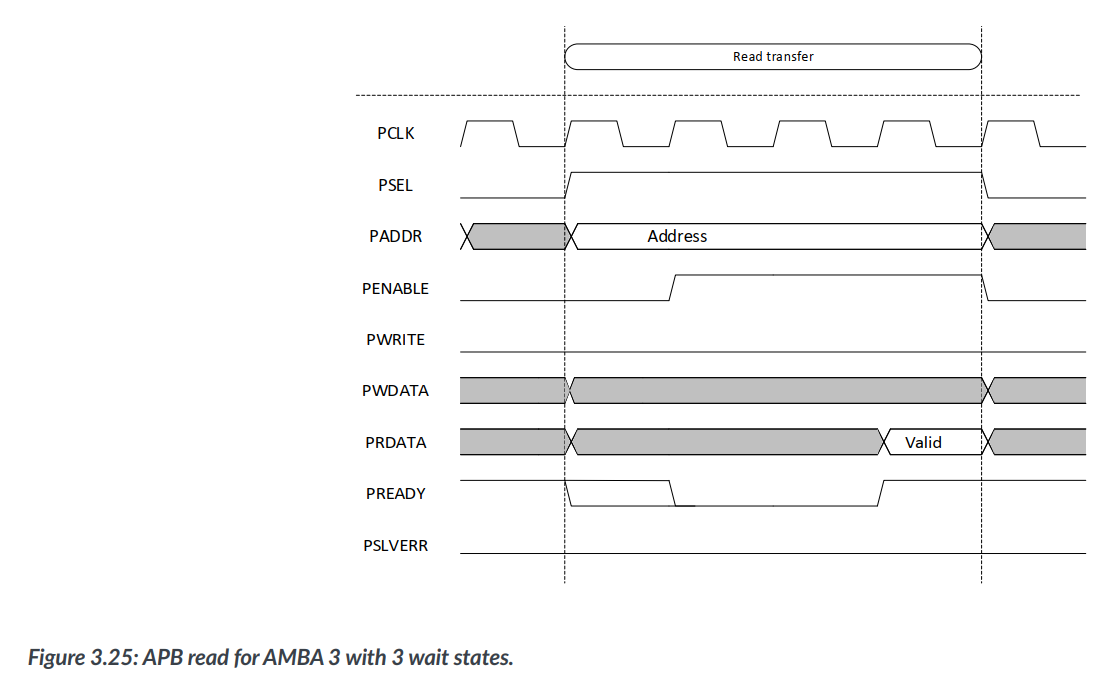 Read transfer
PCLK
PSEL
PADDR
Address
PENABLE
PWRITE
PWDATA
PRDATA
Valid
PREADY
PSLVERR
Figure 3.25: APB read for AMBA 3 with 3 wait states.